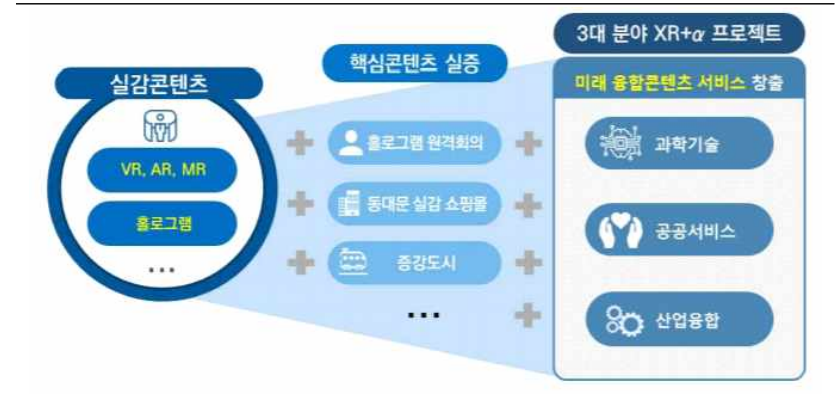 실감콘텐츠
VR, AR, MR
홀로그램
...
핵심콘텐츠 실증
홀로그램 원격회의
동대문 실감 쇼핑몰
증강도시
...
3대 분야 XR+α 프로젝트
미래 융합콘텐츠 서비스 창출
과학기술
공공서비스
산업융합